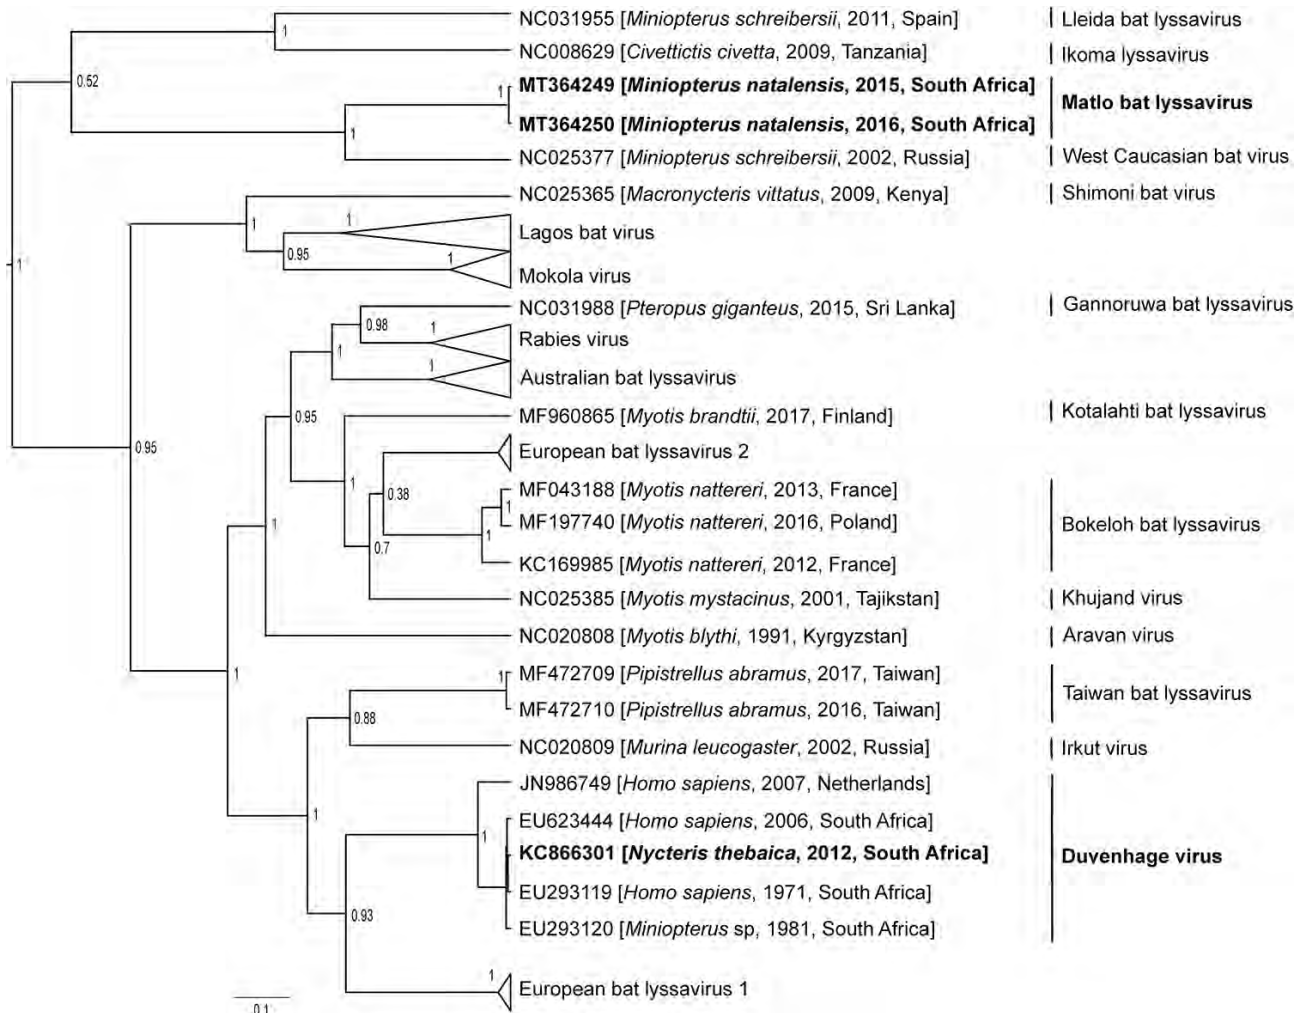 NC031955 [Miniopterus schreibersii, 2011, Spain] Lleida bat lyssavirus
1
NC008629 [Civettictis civetta, 2009, Tanzania] Ikoma lyssavirus
0.52
1 MT364249 [Miniopterus natalensis, 2015, South Africa]
Matlo bat lyssavirus
MT364250 [Miniopterus natalensis, 2016, South Africa]
1
NC025377 [Miniopterus schreibersii, 2002, Russia] West Caucasian bat virus
NC025365 [Macronycteris vittatus, 2009, Kenya] Shimoni bat virus
1
1
Lagos bat virus
0.95
1
1
Mokola virus
NC031988 [Pteropus giganteus, 2015, Sri Lanka] Gannoruwa bat lyssavirus
0.98
1
Rabies virus
1
1
Australian bat lyssavirus
0.95
MF960865 [Myotis brandtii, 2017, Finland] Kotalahti bat lyssavirus
0.95
European bat lyssavirus 2
1
0.38
MF043188 [Myotis nattereri, 2013, France]
1
MF197740 [Myotis nattereri, 2016, Poland] Bokeloh bat lyssavirus
1
1
0.7
KC169985 [Myotis nattereri, 2012, France]
NC025385 [Myotis mystacinus, 2001, Tajikstan] Khujand virus
NC020808 [Myotis blythi, 1991, Kyrgyzstan] Aravan virus
1
1 MF472709 [Pipistrellus abramus, 2017, Taiwan]
Taiwan bat lyssavirus
MF472710 [Pipistrellus abramus, 2016, Taiwan]
0.88
NC020809 [Murina leucogaster, 2002, Russia] Irkut virus
JN986749 [Homo sapiens, 2007, Netherlands]
1
EU623444 [Homo sapiens, 2006, South Africa]
1
KC866301 [Nycteris thebaica, 2012, South Africa] Duvenhage virus
EU293119 [Homo sapiens, 1971, South Africa]
0.93
EU293120 [Miniopterus sp, 1981, South Africa]
1
European bat lyssavirus 1
0.1